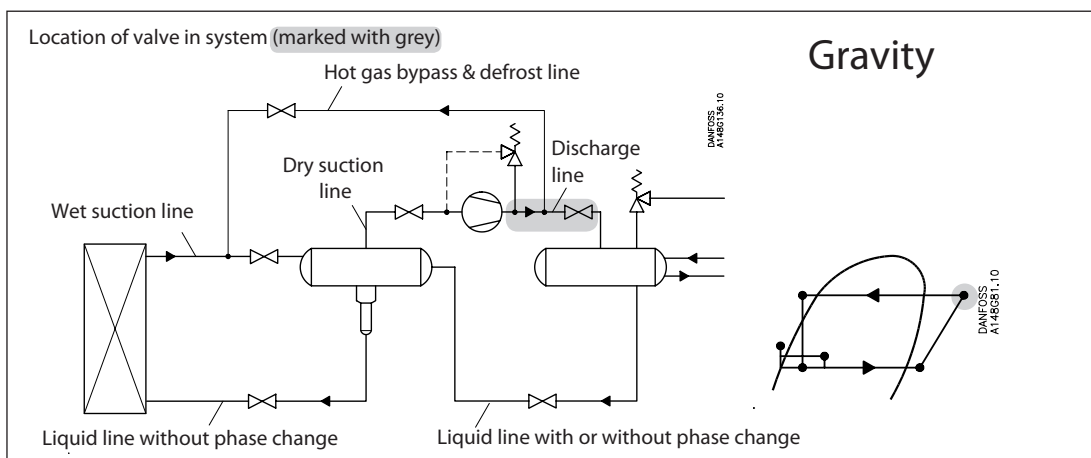 Location of valve in system (marked with grey)
Gravity
Hot gas bypass & defrost line
DANFOSS
A148G136.10
Discharge
line
Dry suction
line
Wet suction line
DANFOSS
A148G81.10
Liquid line without phase change
Liquid line with or without phase change